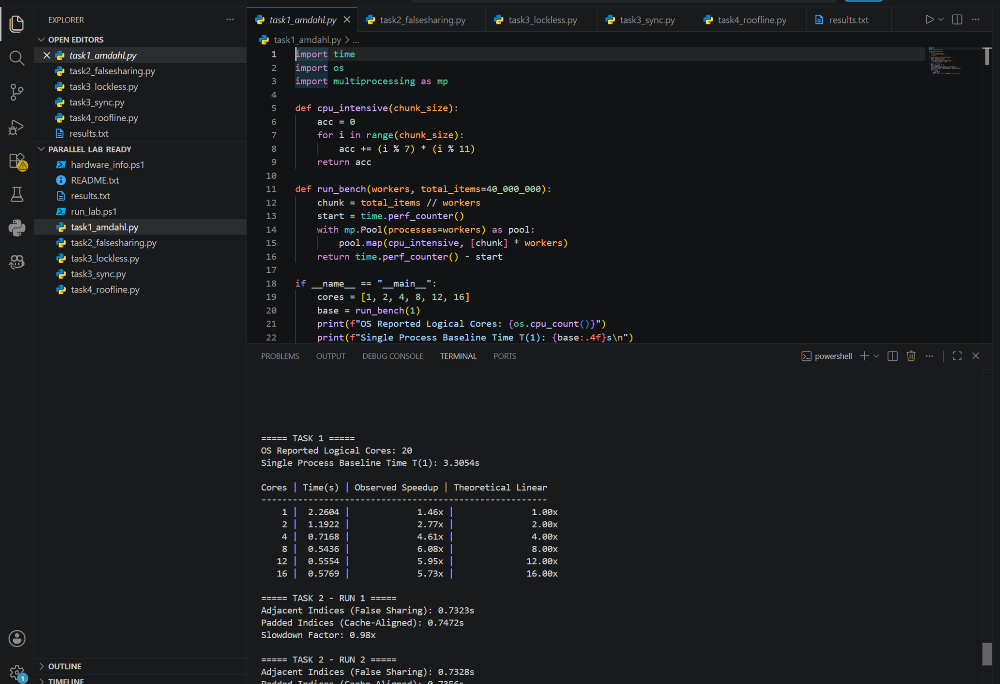 EXPLORER
OPEN EDITORS
task1_amdahl.py
task2_falsesharing.py
task3_lockless.py
task3_sync.py
task4_roofline.py
results.txt
PARALLEL_LAB_READY
hardware_info.ps1
README.txt
results.txt
run_lab.ps1
task1_amdahl.py
task2_falsesharing.py
task3_lockless.py
task3_sync.py
task4_roofline.py
OUTLINE
TIMELINE
1
task1_amdahl.py task2_falsesharing.py task3_lockless.py task3_sync.py task4_roofline.py results.txt
task1_amdahl.py > ...
1 import time
2 import os
3 import multiprocessing as mp
4
5 def cpu_intensive(chunk_size):
6     acc = 0
7     for i in range(chunk_size):
8         acc += (i % 7) * (i % 11)
9     return acc
10
11 def run_bench(workers, total_items=40_000_000):
12     chunk = total_items // workers
13     start = time.perf_counter()
14     with mp.Pool(processes=workers) as pool:
15         pool.map(cpu_intensive, [chunk] * workers)
16     return time.perf_counter() - start
17
18 if __name__ == "__main__":
19     cores = [1, 2, 4, 8, 12, 16]
20     base = run_bench(1)
21     print(f"OS Reported Logical Cores: {os.cpu_count()}")
22     print(f"Single Process Baseline Time T(1): {base:.4f}s\n")
PROBLEMS OUTPUT DEBUG CONSOLE TERMINAL PORTS powershell
===== TASK 1 =====
OS Reported Logical Cores: 20
Single Process Baseline Time T(1): 3.3054s
Cores | Time(s) | Observed Speedup | Theoretical Linear
-------------------------------------------------------
1 | 2.2604 | 1.46x | 1.00x
2 | 1.1922 | 2.77x | 2.00x
4 | 0.7168 | 4.61x | 4.00x
8 | 0.5436 | 6.08x | 8.00x
12 | 0.5554 | 5.95x | 12.00x
16 | 0.5769 | 5.73x | 16.00x
===== TASK 2 - RUN 1 =====
Adjacent Indices (False Sharing): 0.7323s
Padded Indices (Cache-Aligned): 0.7472s
Slowdown Factor: 0.98x
===== TASK 2 - RUN 2 =====
Adjacent Indices (False Sharing): 0.7328s
Padded Indices (Cache-Aligned): 0.7356s